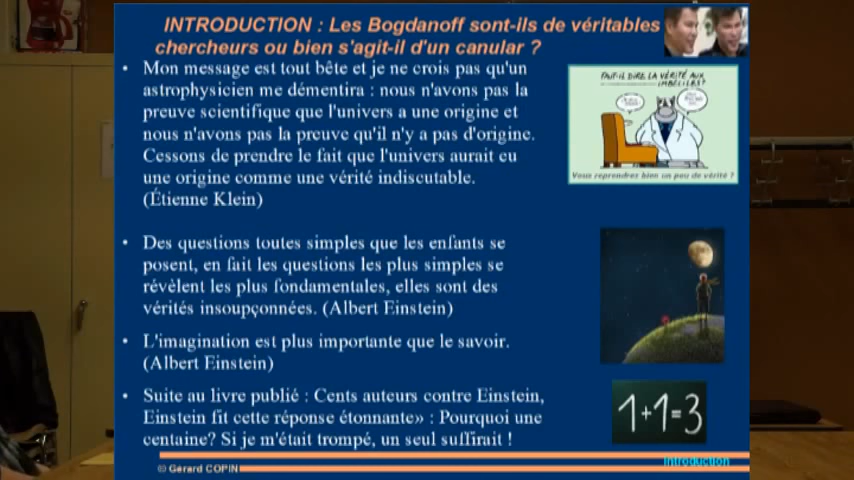 INTRODUCTION : Les Bogdanoff sont-ils de véritables
chercheurs ou bien s'agit-il d'un canular ?
• Mon message est tout bête et je ne crois pas qu'un
astrophysicien me démentira : nous n'avons pas la
preuve scientifique que l'univers a une origine et
nous n'avons pas la preuve qu'il n'y a pas d'origine.
Cessons de prendre le fait que l'univers aurait eu
une origine comme une vérité indiscutable.
(Étienne Klein)
FAUT-IL DIRE LA VÉRITÉ AUX
IMBÉCILES?
Vous reprendrez bien un peu de vérité ?
• Des questions toutes simples que les enfants se
posent, en fait les questions les plus simples se
révèlent les plus fondamentales, elles sont des
vérités insoupçonnées. (Albert Einstein)
• L'imagination est plus importante que le savoir.
(Albert Einstein)
• Suite au livre publié : Cents auteurs contre Einstein,
Einstein fit cette réponse étonnante» : Pourquoi une
centaine? Si je m'était trompé, un seul suffirait !
1+1=3
Introduction
© Gérard COPIN